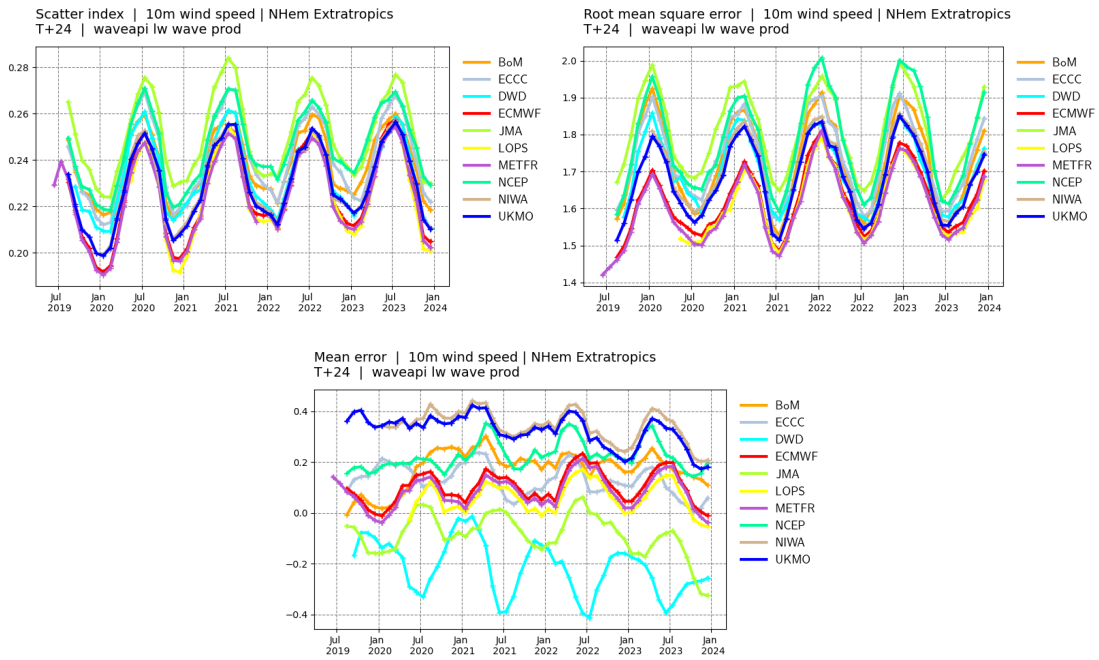 Scatter index | 10m wind speed | NHem Extratropics
T+24 | waveapi lw wave prod
0.28
0.26
0.24
0.22
0.20
Jul 2019
Jan 2020
Jul 2020
Jan 2021
Jul 2021
Jan 2022
Jul 2022
Jan 2023
Jul 2023
Jan 2024
BoM
ECCC
DWD
ECMWF
JMA
LOPS
METFR
NCEP
NIWA
UKMO
Root mean square error | 10m wind speed | NHem Extratropics
T+24 | waveapi lw wave prod
2.0
1.9
1.8
1.7
1.6
1.5
1.4
Jul 2019
Jan 2020
Jul 2020
Jan 2021
Jul 2021
Jan 2022
Jul 2022
Jan 2023
Jul 2023
Jan 2024
BoM
ECCC
DWD
ECMWF
JMA
LOPS
METFR
NCEP
NIWA
UKMO
Mean error | 10m wind speed | NHem Extratropics
T+24 | waveapi lw wave prod
0.4
0.2
0.0
−0.2
−0.4
Jul 2019
Jan 2020
Jul 2020
Jan 2021
Jul 2021
Jan 2022
Jul 2022
Jan 2023
Jul 2023
Jan 2024
BoM
ECCC
DWD
ECMWF
JMA
LOPS
METFR
NCEP
NIWA
UKMO